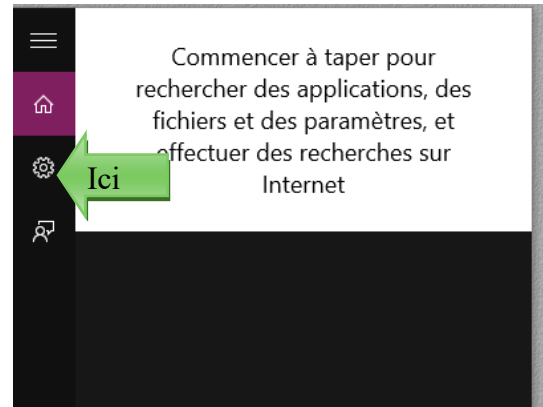 Commencer à taper pour
rechercher des applications, des
fichiers et des paramètres, et
effectuer des recherches sur
Internet
Ici